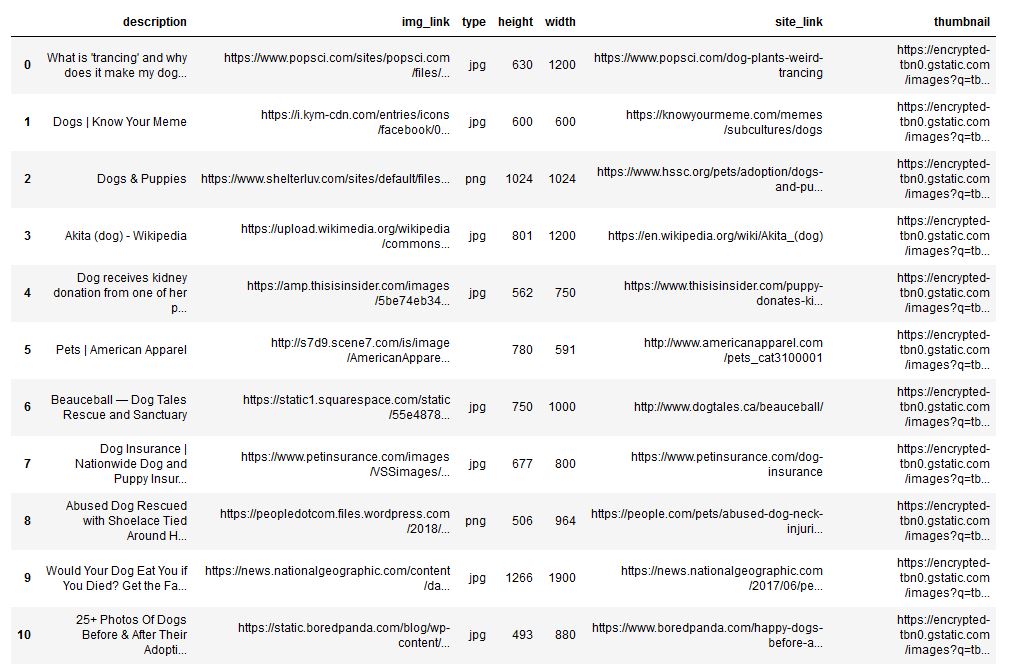 description img_link type height width site_link thumbnail
0 What is 'trancing' and why does it make my dog... https://www.popsci.com/sites/popsci.com/files/... jpg 630 1200 https://www.popsci.com/dog-plants-weird-trancing https://encrypted-tbn0.gstatic.com/images?q=tb...
1 Dogs | Know Your Meme https://i.kym-cdn.com/entries/icons/facebook/0... jpg 600 600 https://knowyourmeme.com/memes/subcultures/dogs https://encrypted-tbn0.gstatic.com/images?q=tb...
2 Dogs & Puppies https://www.shelterluv.com/sites/default/files... png 1024 1024 https://www.hssc.org/pets/adoption/dogs-and-pu... https://encrypted-tbn0.gstatic.com/images?q=tb...
3 Akita (dog) - Wikipedia https://upload.wikimedia.org/wikipedia/commons... jpg 801 1200 https://en.wikipedia.org/wiki/Akita_(dog) https://encrypted-tbn0.gstatic.com/images?q=tb...
4 Dog receives kidney donation from one of her p... https://amp.thisisinsider.com/images/5be74eb34... jpg 562 750 https://www.thisisinsider.com/puppy-donates-ki... https://encrypted-tbn0.gstatic.com/images?q=tb...
5 Pets | American Apparel http://s7d9.scene7.com/is/image/AmericanAppare... 780 591 http://www.americanapparel.com/pets_cat3100001 https://encrypted-tbn0.gstatic.com/images?q=tb...
6 Beauceball — Dog Tales Rescue and Sanctuary https://static1.squarespace.com/static/55e4878... jpg 750 1000 http://www.dogtales.ca/beauceball/ https://encrypted-tbn0.gstatic.com/images?q=tb...
7 Dog Insurance | Nationwide Dog and Puppy Insur... https://www.petinsurance.com/images/VSSimages/... jpg 677 800 https://www.petinsurance.com/dog-insurance https://encrypted-tbn0.gstatic.com/images?q=tb...
8 Abused Dog Rescued with Shoelace Tied Around H... https://peopledotcom.files.wordpress.com/2018/... png 506 964 https://people.com/pets/abused-dog-neck-injuri... https://encrypted-tbn0.gstatic.com/images?q=tb...
9 Would Your Dog Eat You if You Died? Get the Fa... https://news.nationalgeographic.com/content/da... jpg 1266 1900 https://news.nationalgeographic.com/2017/06/pe... https://encrypted-tbn0.gstatic.com/images?q=tb...
10 25+ Photos Of Dogs Before & After Their Adopti... https://static.boredpanda.com/blog/wp-content/... jpg 493 880 https://www.boredpanda.com/happy-dogs-before-a... https://encrypted-tbn0.gstatic.com/images?q=tb...